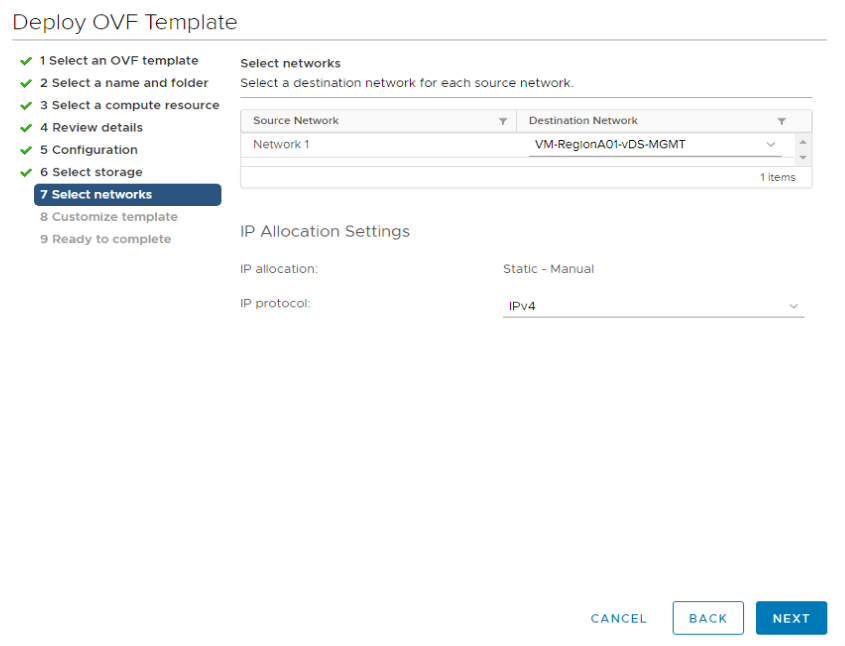 Deploy OVF Template
1 Select an OVF template
2 Select a name and folder
3 Select a compute resource
4 Review details
5 Configuration
6 Select storage
7 Select networks
8 Customize template
9 Ready to complete
Select networks
Select a destination network for each source network.
Source Network Destination Network
Network 1 VM-RegionA01-vDS-MGMT
1 items
IP Allocation Settings
IP allocation: Static - Manual
IP protocol: IPv4
CANCEL BACK NEXT